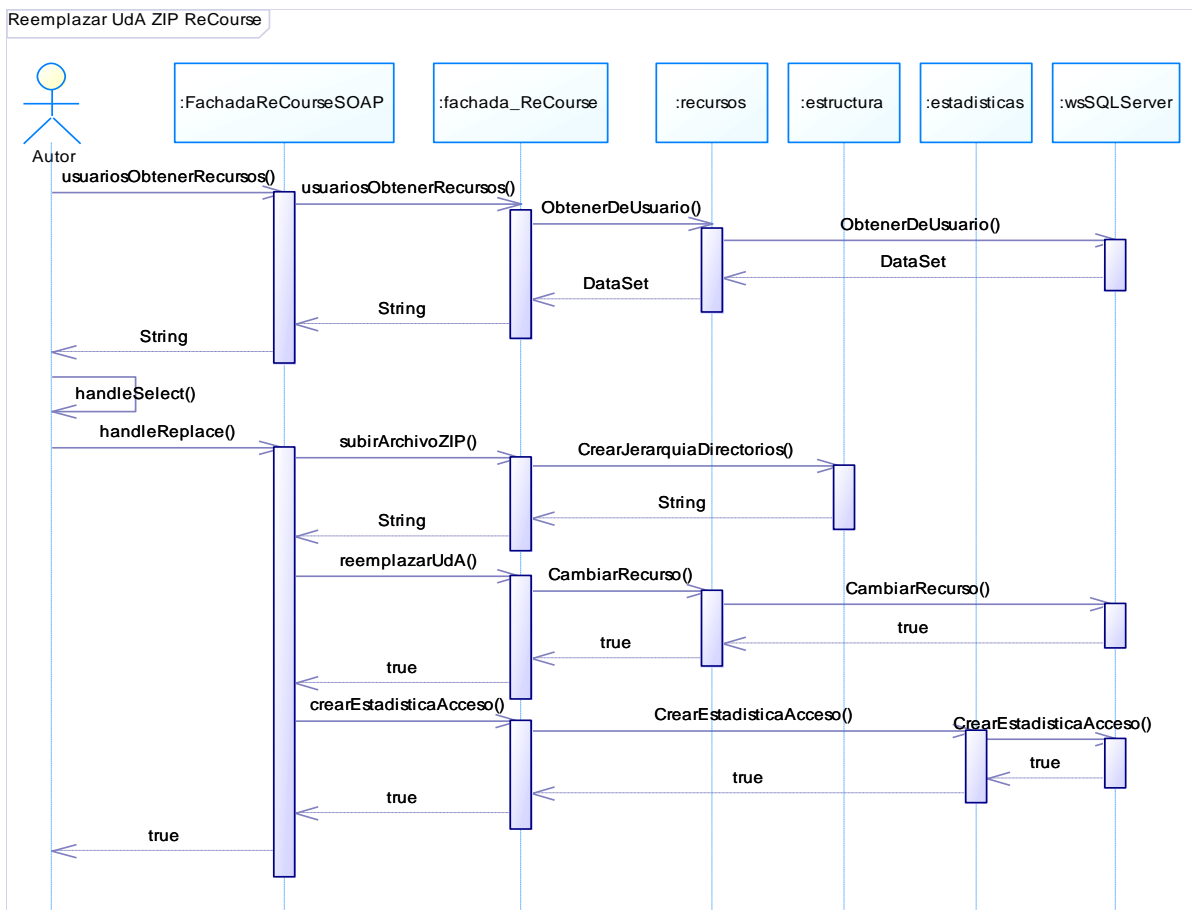 Reemplazar UdA ZIP ReCourse
:FachadaReCourseSOAP
:fachada_ReCourse
:recursos
:estructura
:estadisticas
:wsSQLServer
Autor
usuariosObtenerRecursos()
usuariosObtenerRecursos()
ObtenerDeUsuario()
ObtenerDeUsuario()
DataSet
DataSet
String
String
handleSelect()
handleReplace()
subirArchivoZIP()
CrearJerarquiaDirectorios()
String
String
reemplazarUdA()
CambiarRecurso()
CambiarRecurso()
true
true
true
crearEstadisticaAcceso()
CrearEstadisticaAcceso()
CrearEstadisticaAcceso()
true
true
true
true